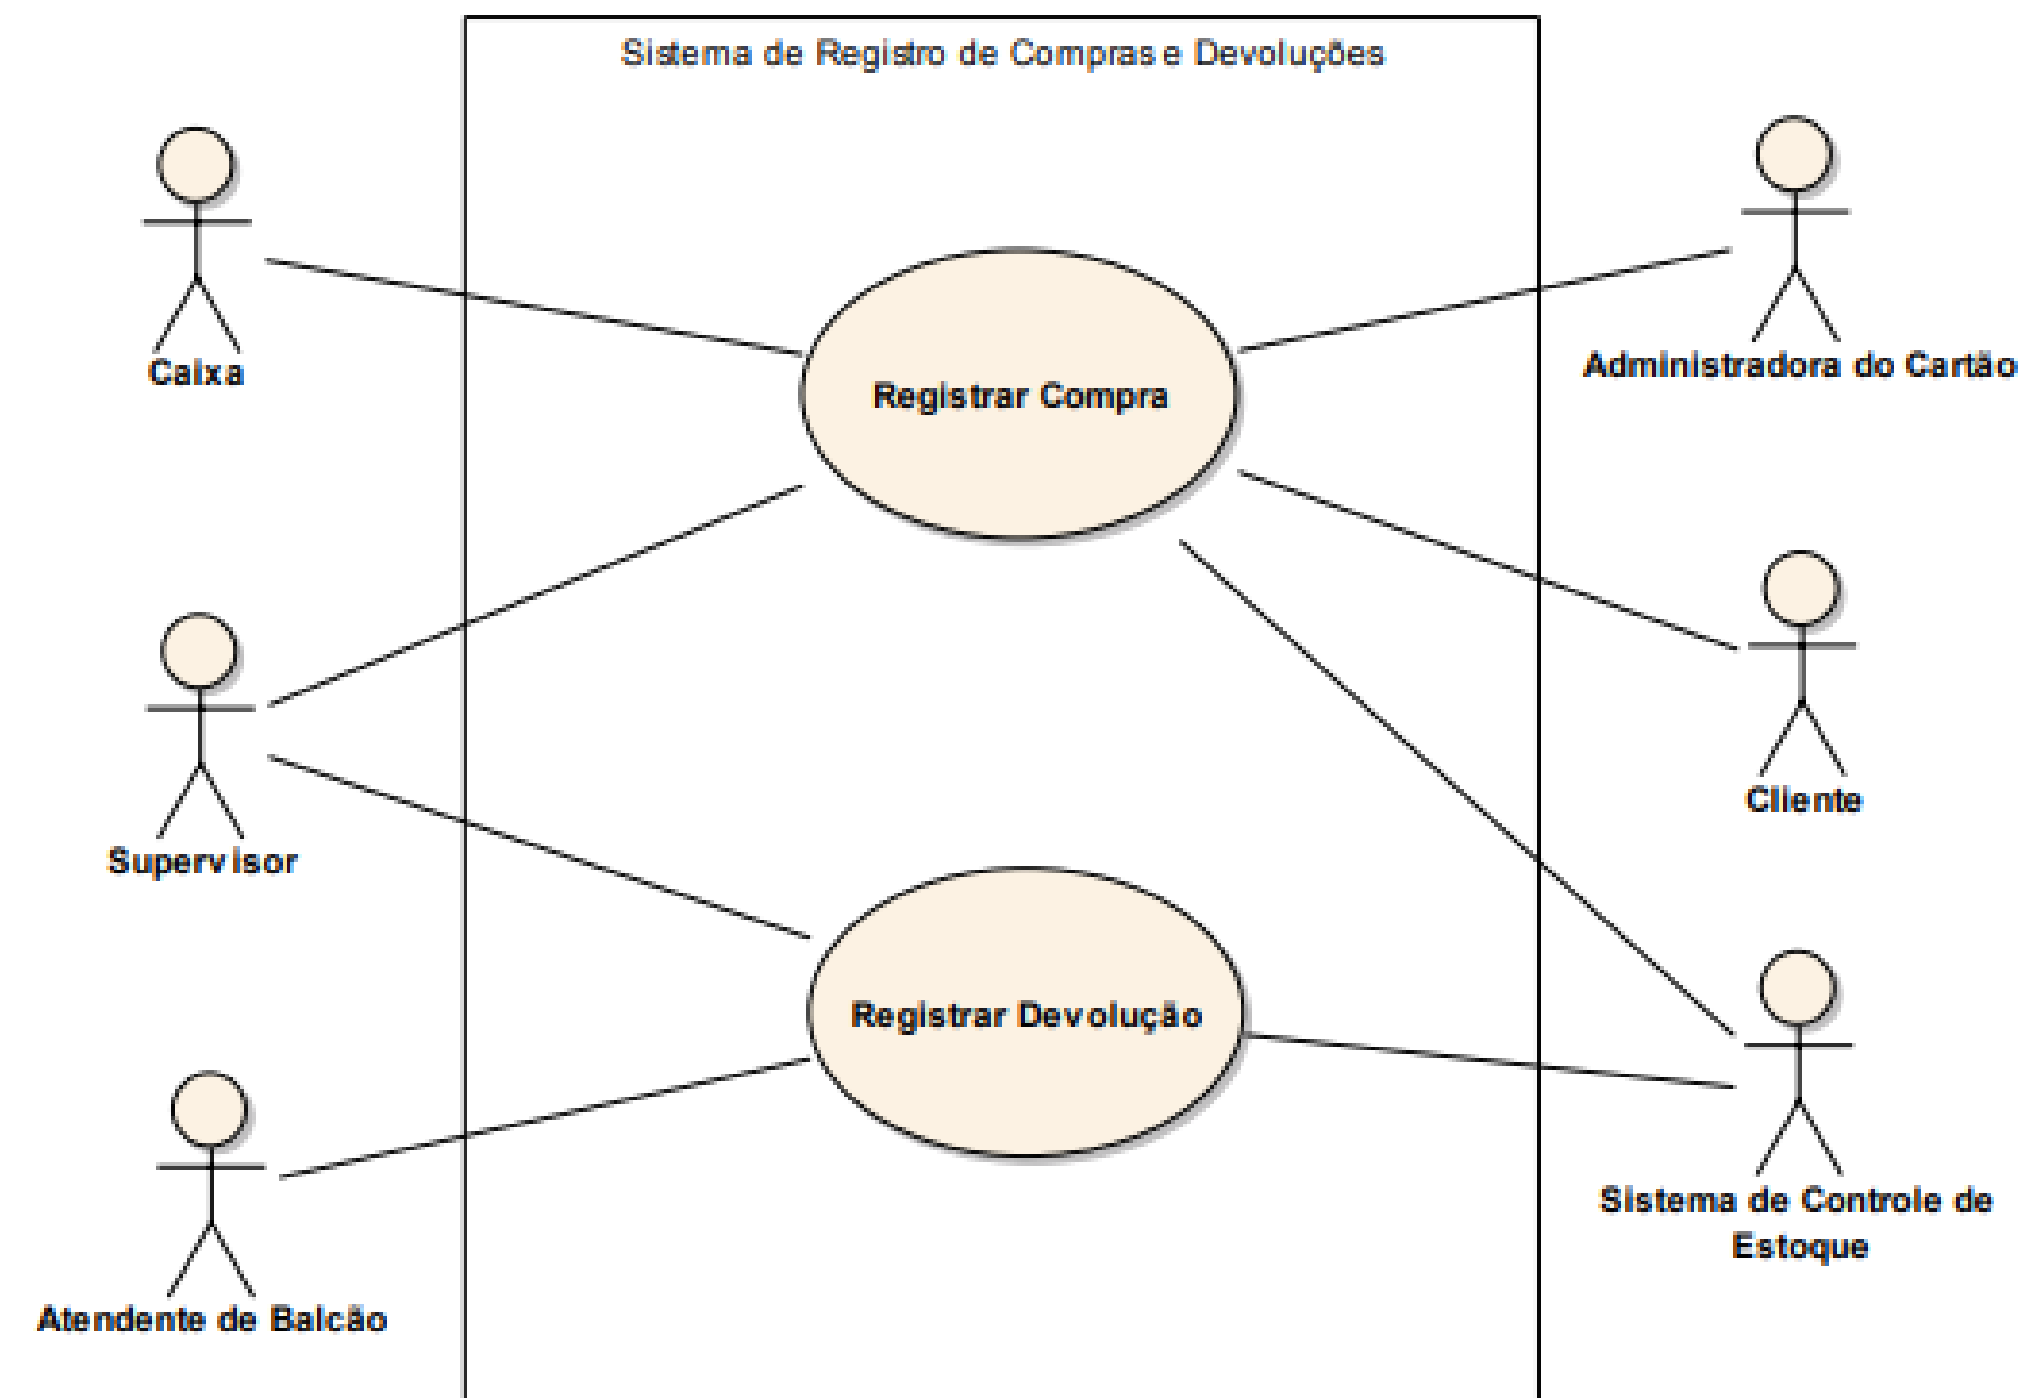 Sistema de Registro de Compras e Devoluções
Caixa
Registrar Compra
Administradora do Cartão
Supervisor
Cliente
Registrar Devolução
Atendente de Balcão
Sistema de Controle de
Estoque